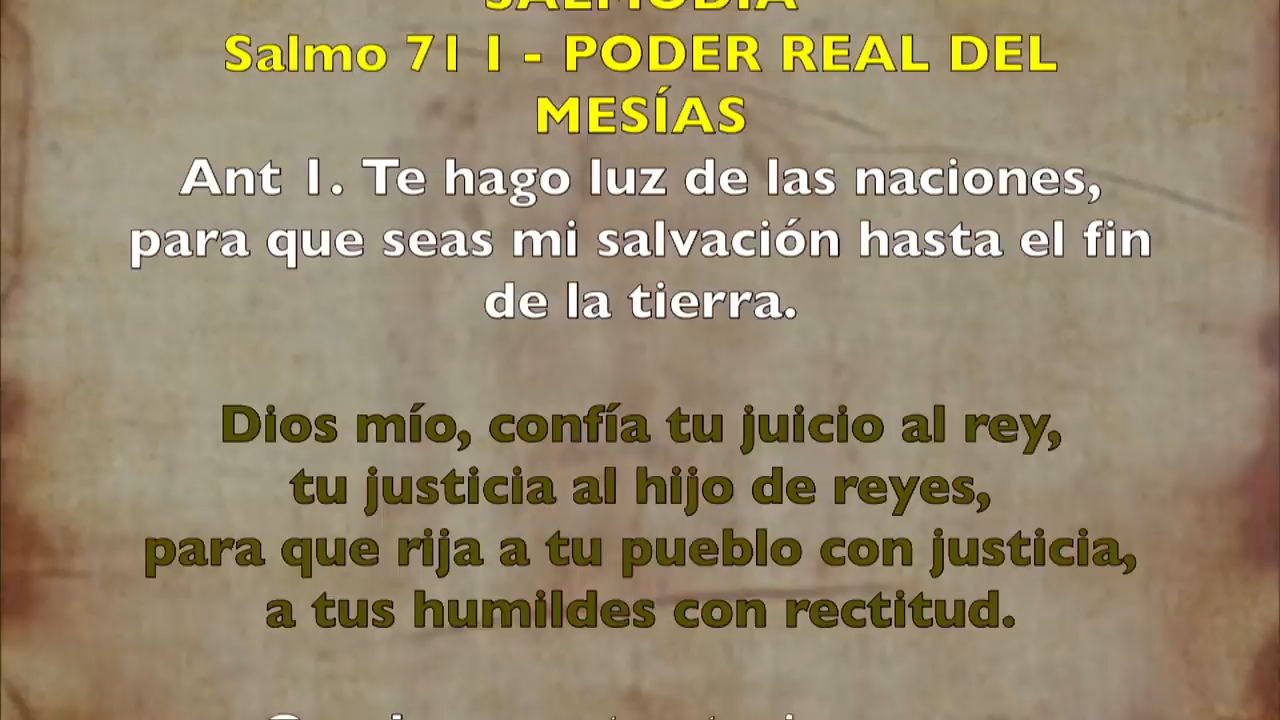 SALMODIA
Salmo 71 I - PODER REAL DEL
MESÍAS
Ant 1. Te hago luz de las naciones,
para que seas mi salvación hasta el fin
de la tierra.
Dios mío, confía tu juicio al rey,
tu justicia al hijo de reyes,
para que rija a tu pueblo con justicia,
a tus humildes con rectitud.